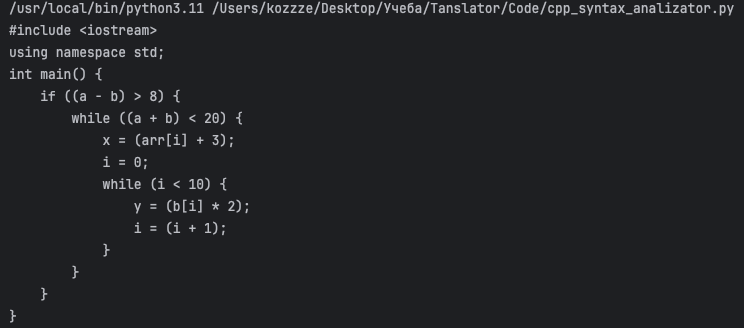 /usr/local/bin/python3.11 /Users/kozzze/Desktop/Учеба/Tanslator/Code/cpp_syntax_analizator.py
#include <iostream>
using namespace std;
int main() {
    if ((a - b) > 8) {
        while ((a + b) < 20) {
            x = (arr[i] + 3);
            i = 0;
            while (i < 10) {
                y = (b[i] * 2);
                i = (i + 1);
            }
        }
    }
}